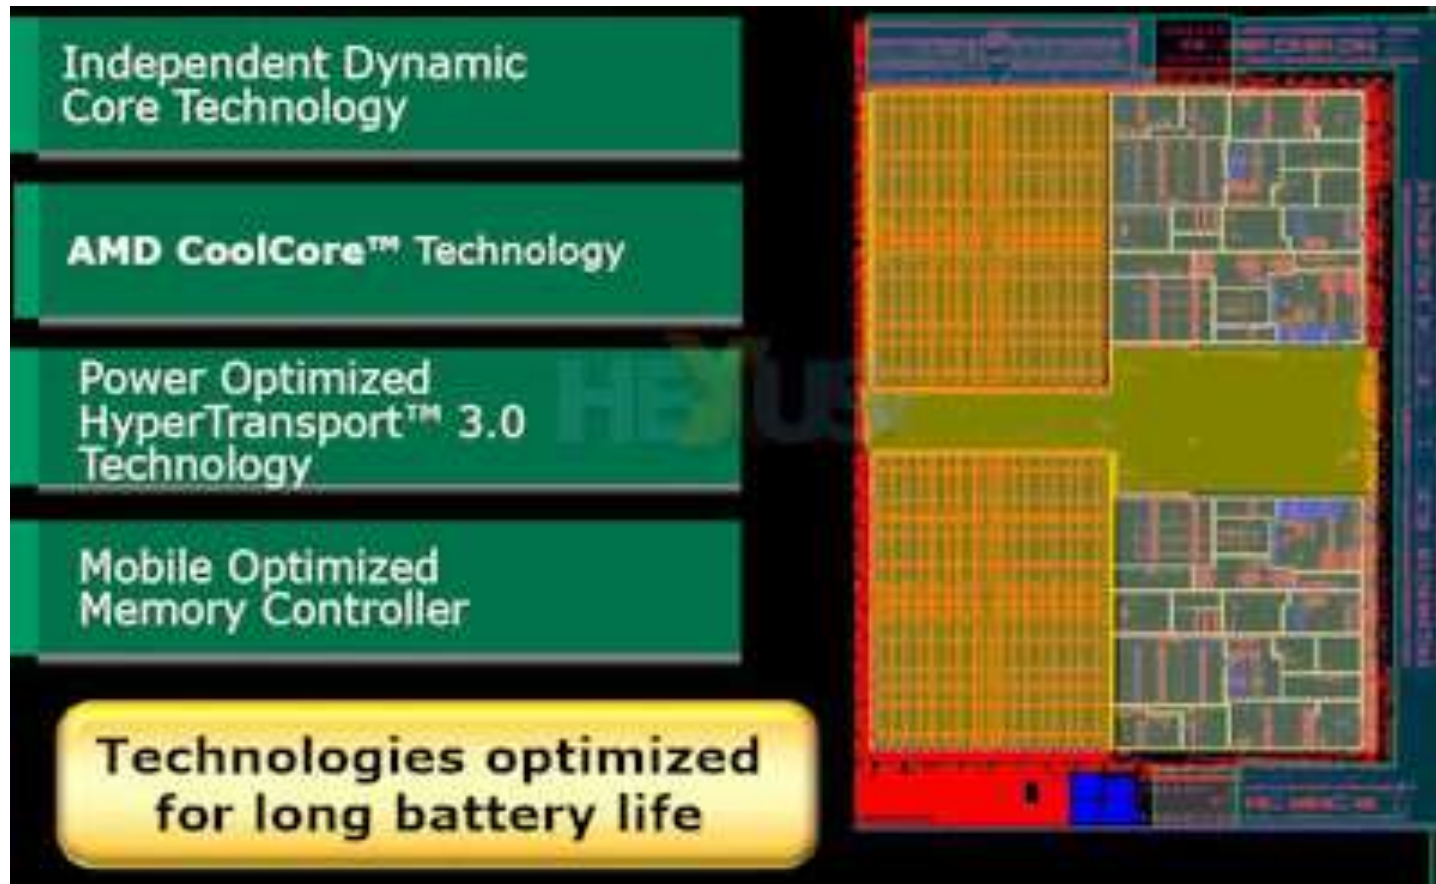 Independent Dynamic
Core Technology
AMD CoolCore™ Technology
Power Optimized
HyperTransport™ 3.0
Technology
Mobile Optimized
Memory Controller
Technologies optimized
for long battery life
HEXUS